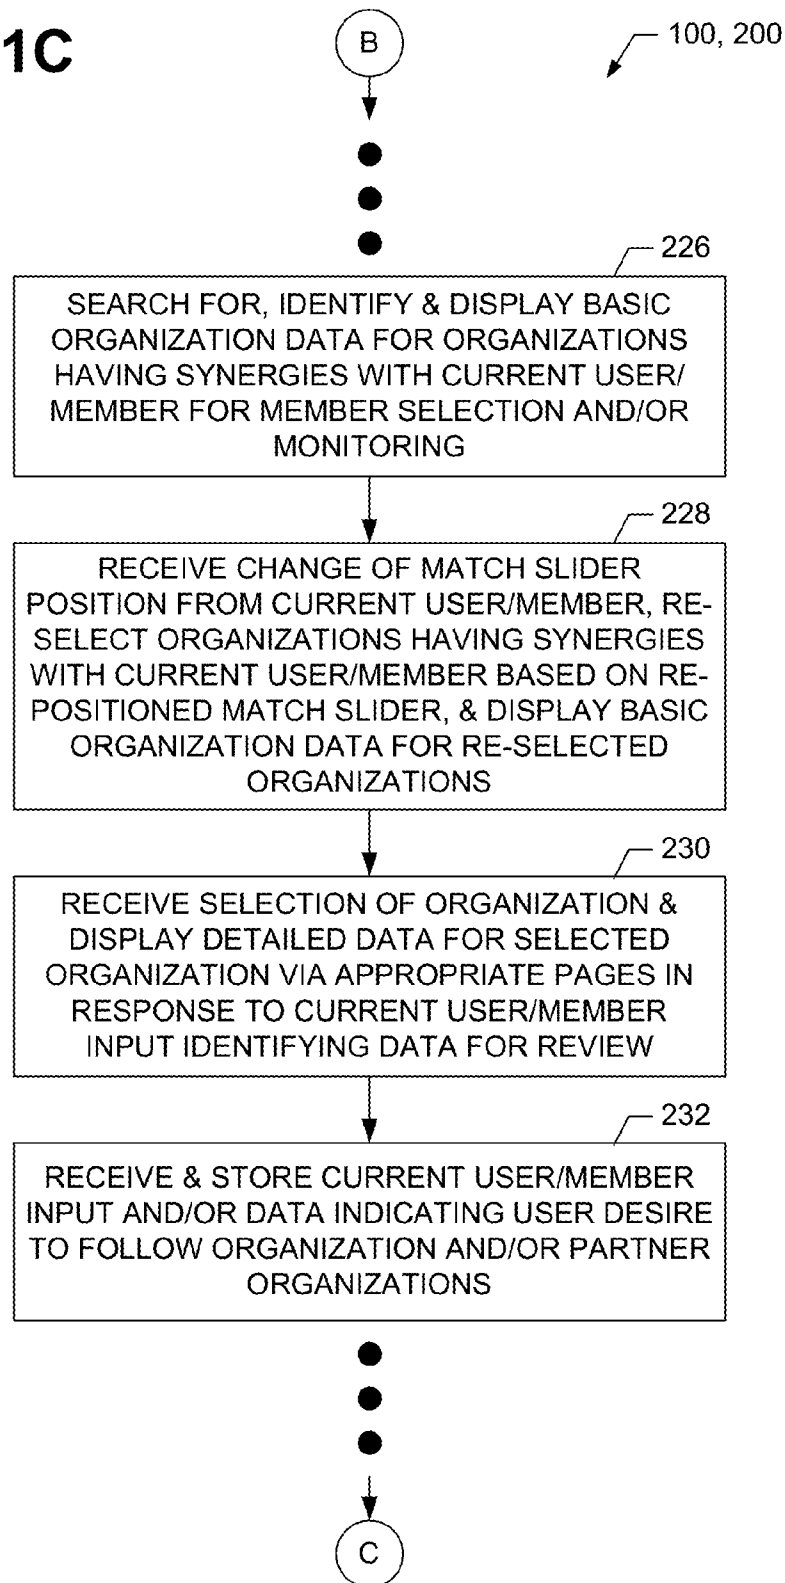 1C
B
100, 200
226
SEARCH FOR, IDENTIFY & DISPLAY BASIC
ORGANIZATION DATA FOR ORGANIZATIONS
HAVING SYNERGIES WITH CURRENT USER/
MEMBER FOR MEMBER SELECTION AND/OR
MONITORING
228
RECEIVE CHANGE OF MATCH SLIDER
POSITION FROM CURRENT USER/MEMBER, RE-
SELECT ORGANIZATIONS HAVING SYNERGIES
WITH CURRENT USER/MEMBER BASED ON RE-
POSITIONED MATCH SLIDER, & DISPLAY BASIC
ORGANIZATION DATA FOR RE-SELECTED
ORGANIZATIONS
230
RECEIVE SELECTION OF ORGANIZATION &
DISPLAY DETAILED DATA FOR SELECTED
ORGANIZATION VIA APPROPRIATE PAGES IN
RESPONSE TO CURRENT USER/MEMBER
INPUT IDENTIFYING DATA FOR REVIEW
232
RECEIVE & STORE CURRENT USER/MEMBER
INPUT AND/OR DATA INDICATING USER DESIRE
TO FOLLOW ORGANIZATION AND/OR PARTNER
ORGANIZATIONS
C